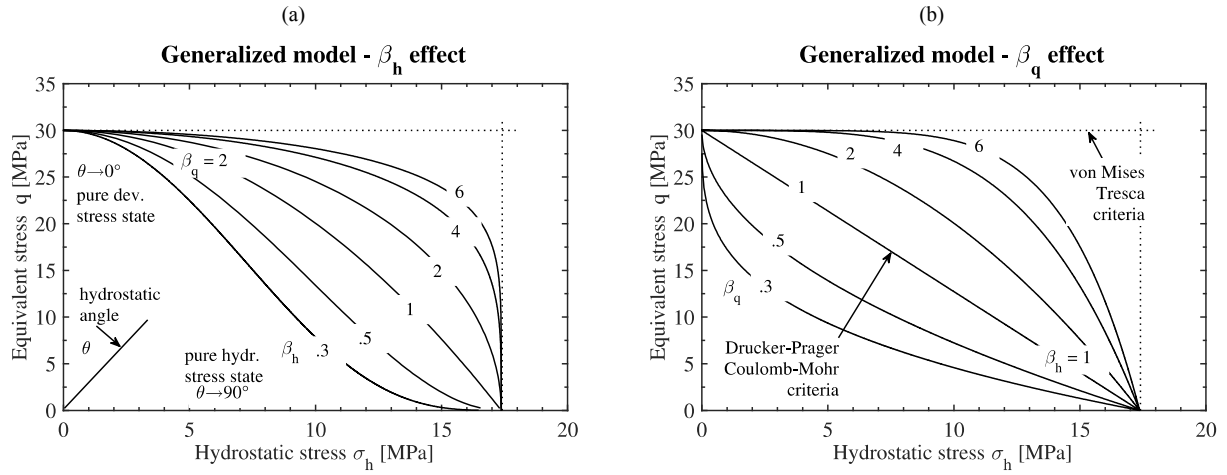 (a)
Generalized model - βh effect
Equivalent stress q [MPa]
35
30
25
20
15
10
5
0
θ→0°
pure dev.
stress state
βq = 2
6
4
2
1
.5
.3
βh
hydrostatic
angle
θ
pure hydr.
stress state
θ→90°
0
5
10
15
20
Hydrostatic stress σh [MPa]
(b)
Generalized model - βq effect
Equivalent stress q [MPa]
35
30
25
20
15
10
5
0
2
4
6
1
.5
.3
βq
von Mises
Tresca
criteria
Drucker-Prager
Coulomb-Mohr
criteria
βh = 1
0
5
10
15
20
Hydrostatic stress σh [MPa]